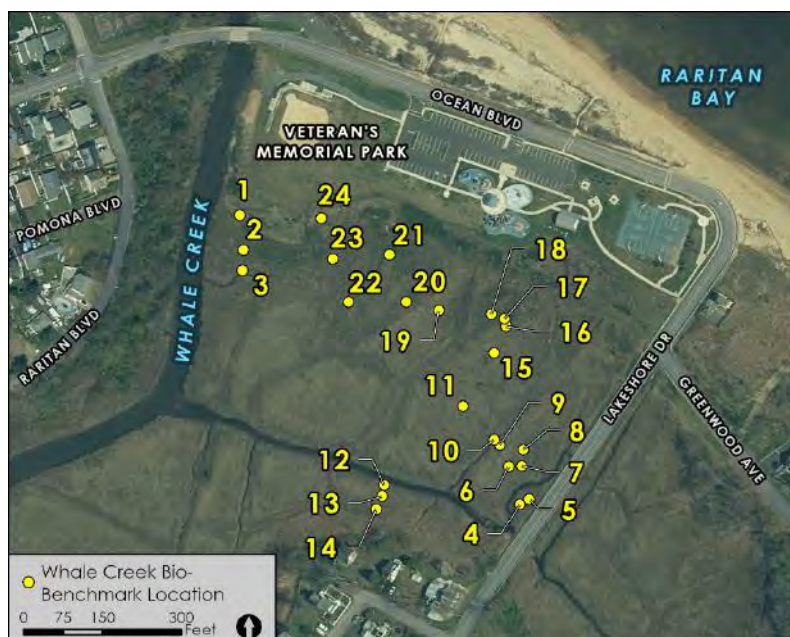 RARITAN
BAY
OCEAN BLVD
VETERAN'S
MEMORIAL PARK
POMONA BLVD
WHALE CREEK
RARITAN BLVD
LAKESHORE DR
GREENWOOD AVE
1
2
3
24
23
22
21
20
19
18
17
16
15
11
9
10
8
7
6
5
4
12
13
14
Whale Creek Bio-
Benchmark Location
0 75 150 300
Feet